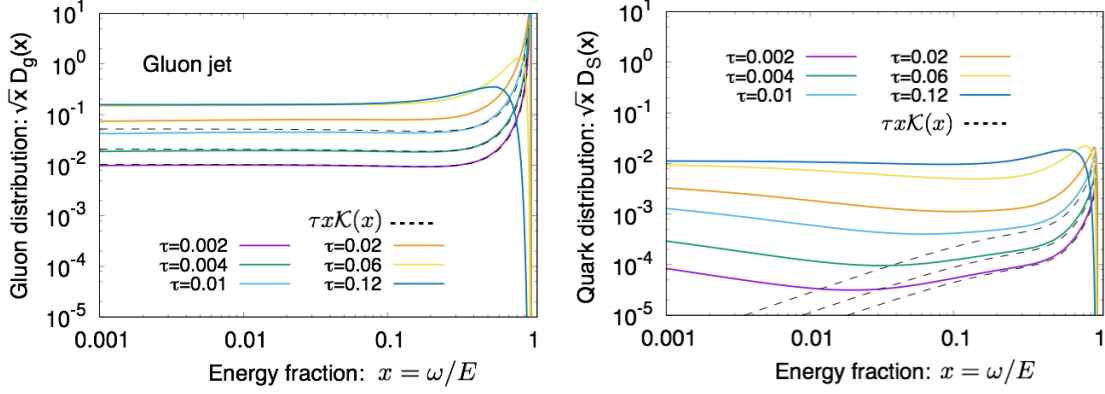 Gluon distribution: √x D_g(x)
10^1
10^0
10^-1
10^-2
10^-3
10^-4
10^-5
Gluon jet
τxK(x)
τ=0.002 τ=0.02
τ=0.004 τ=0.06
τ=0.01 τ=0.12
0.001 0.01 0.1 1
Energy fraction: x = ω/E
Quark distribution: √x D_S(x)
10^1
10^0
10^-1
10^-2
10^-3
10^-4
10^-5
τ=0.002 τ=0.02
τ=0.004 τ=0.06
τ=0.01 τ=0.12
τxK(x)
0.001 0.01 0.1 1
Energy fraction: x = ω/E